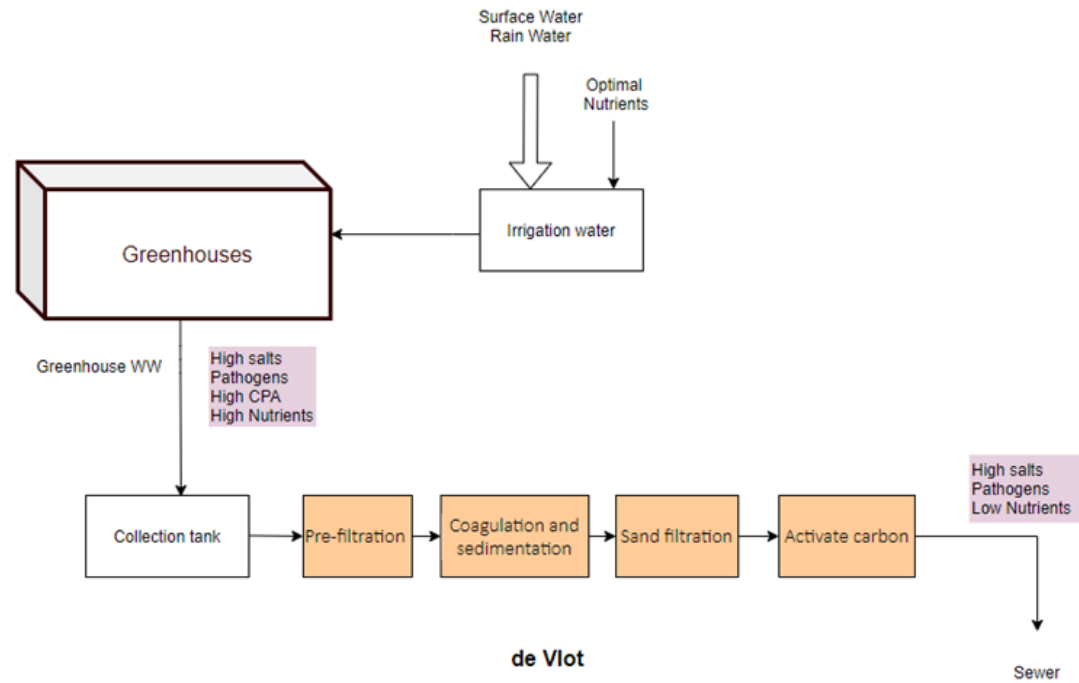 Surface Water
Rain Water
Optimal
Nutrients
Irrigation water
Greenhouses
Greenhouse WW
High salts
Pathogens
High CPA
High Nutrients
High salts
Pathogens
Low Nutrients
Collection tank
Pre-filtration
Coagulation and
sedimentation
Sand filtration
Activate carbon
de Vlot
Sewer